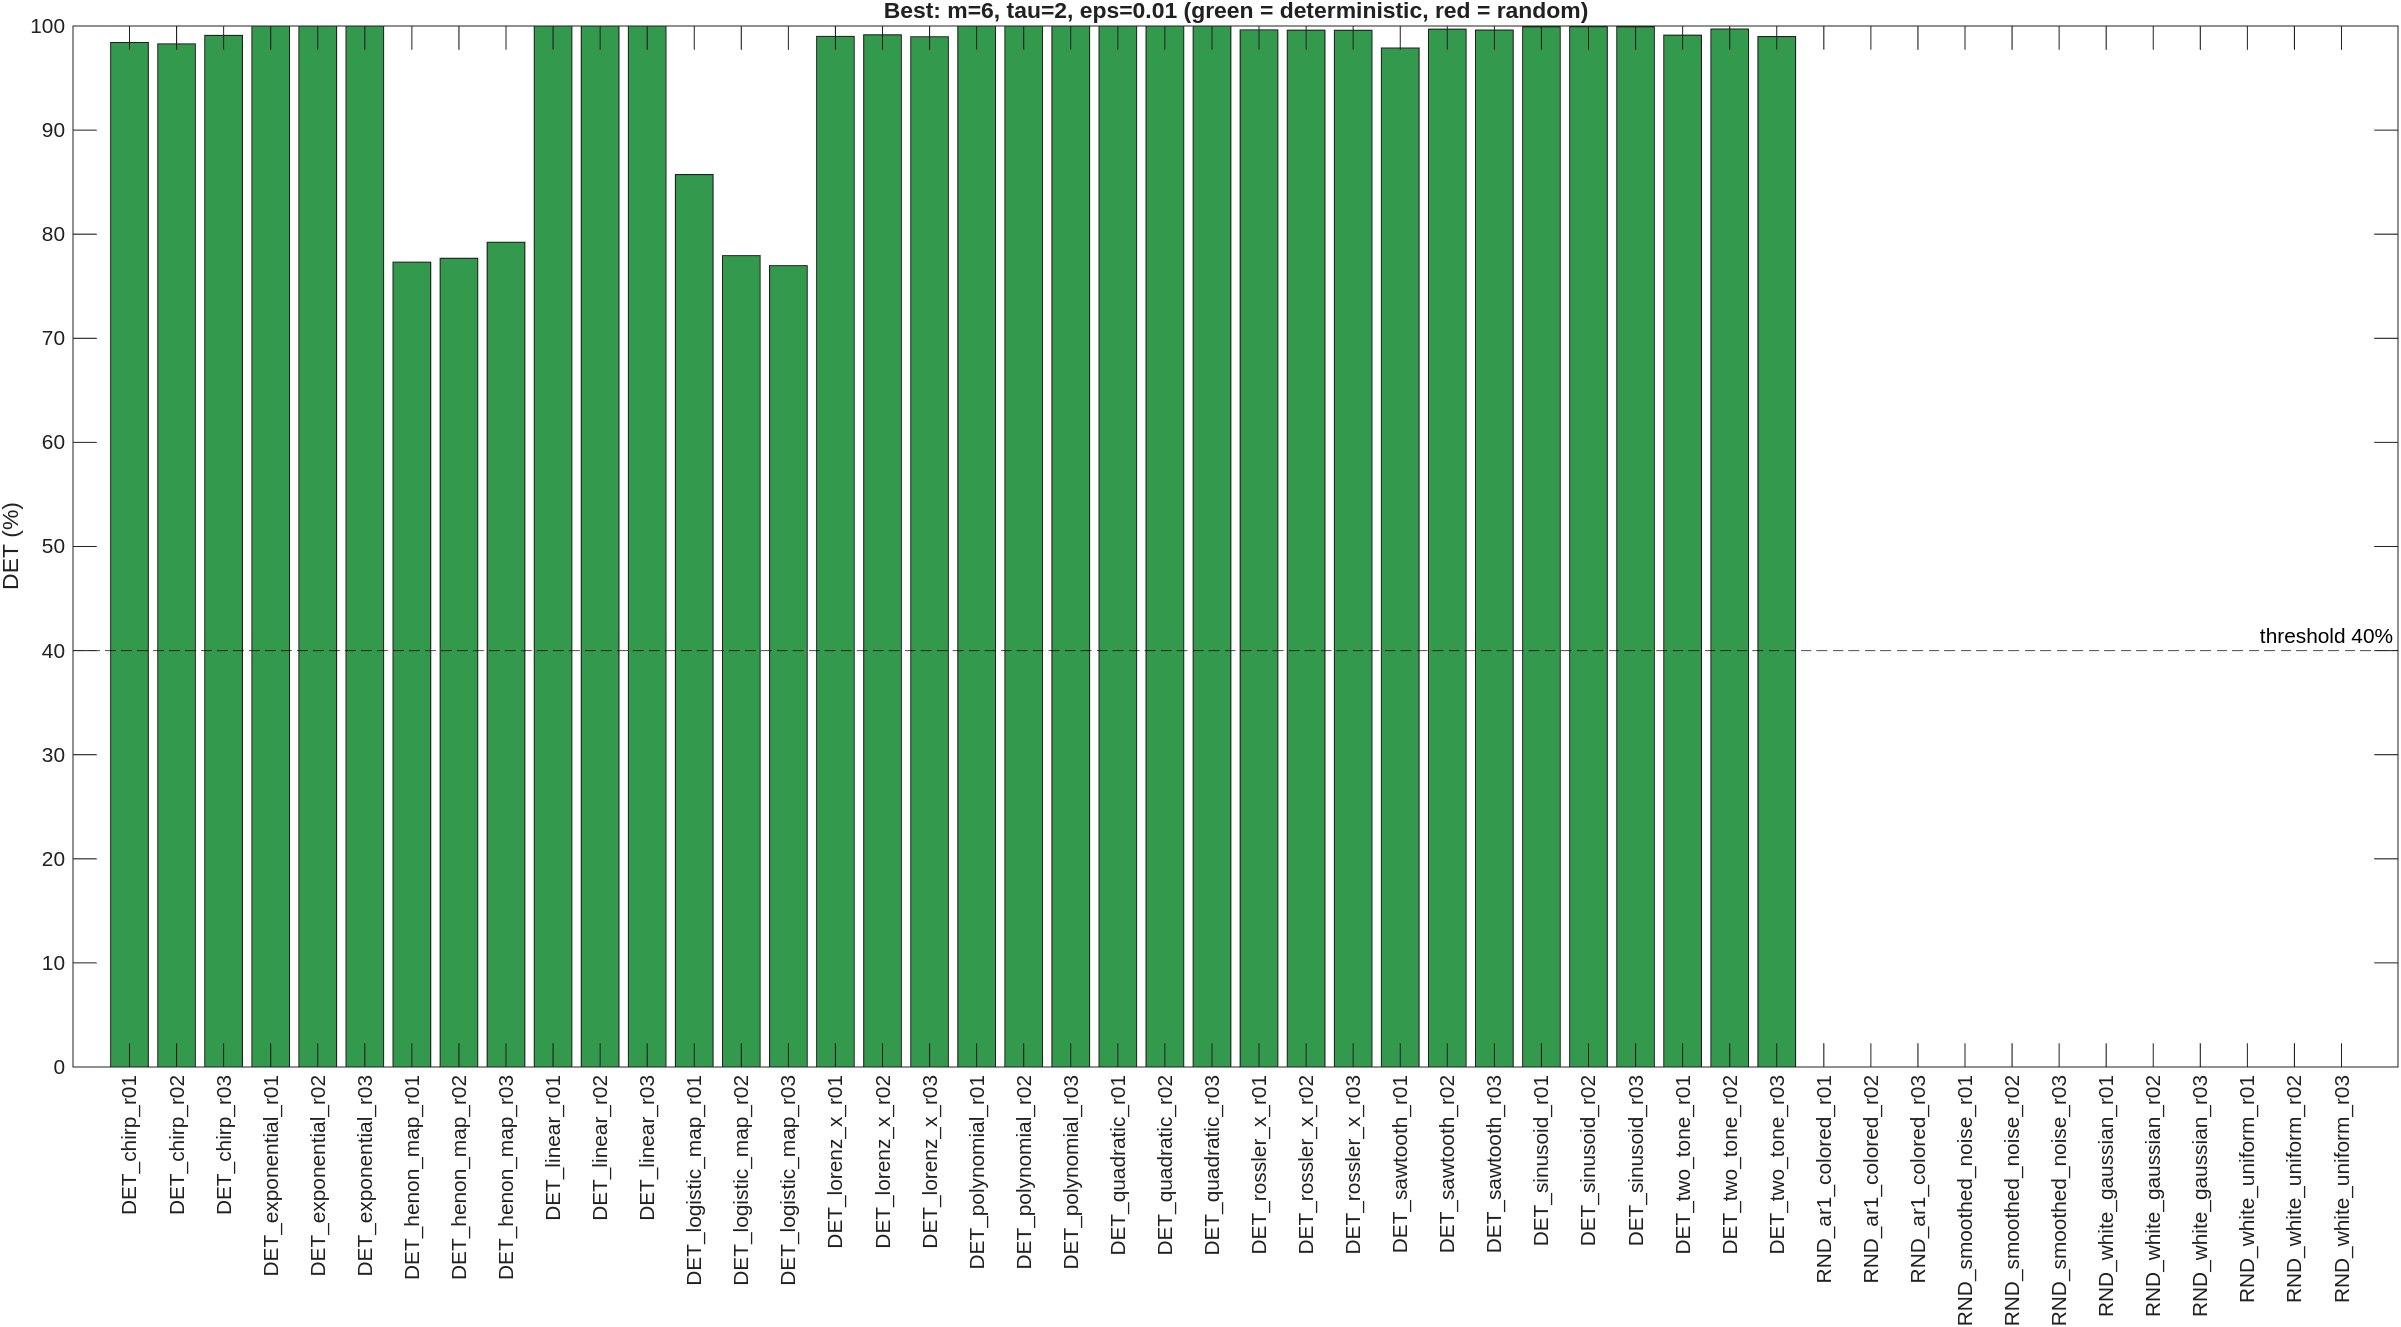 Best: m=6, tau=2, eps=0.01 (green = deterministic, red = random)
DET (%)
100
90
80
70
60
50
40
30
20
10
0
threshold 40%
DET_chirp_r01
DET_chirp_r02
DET_chirp_r03
DET_exponential_r01
DET_exponential_r02
DET_exponential_r03
DET_henon_map_r01
DET_henon_map_r02
DET_henon_map_r03
DET_linear_r01
DET_linear_r02
DET_linear_r03
DET_logistic_map_r01
DET_logistic_map_r02
DET_logistic_map_r03
DET_lorenz_x_r01
DET_lorenz_x_r02
DET_lorenz_x_r03
DET_polynomial_r01
DET_polynomial_r02
DET_polynomial_r03
DET_quadratic_r01
DET_quadratic_r02
DET_quadratic_r03
DET_rossler_x_r01
DET_rossler_x_r02
DET_rossler_x_r03
DET_sawtooth_r01
DET_sawtooth_r02
DET_sawtooth_r03
DET_sinusoid_r01
DET_sinusoid_r02
DET_sinusoid_r03
DET_two_tone_r01
DET_two_tone_r02
DET_two_tone_r03
RND_ar1_colored_r01
RND_ar1_colored_r02
RND_ar1_colored_r03
RND_smoothed_noise_r01
RND_smoothed_noise_r02
RND_smoothed_noise_r03
RND_white_gaussian_r01
RND_white_gaussian_r02
RND_white_gaussian_r03
RND_white_uniform_r01
RND_white_uniform_r02
RND_white_uniform_r03